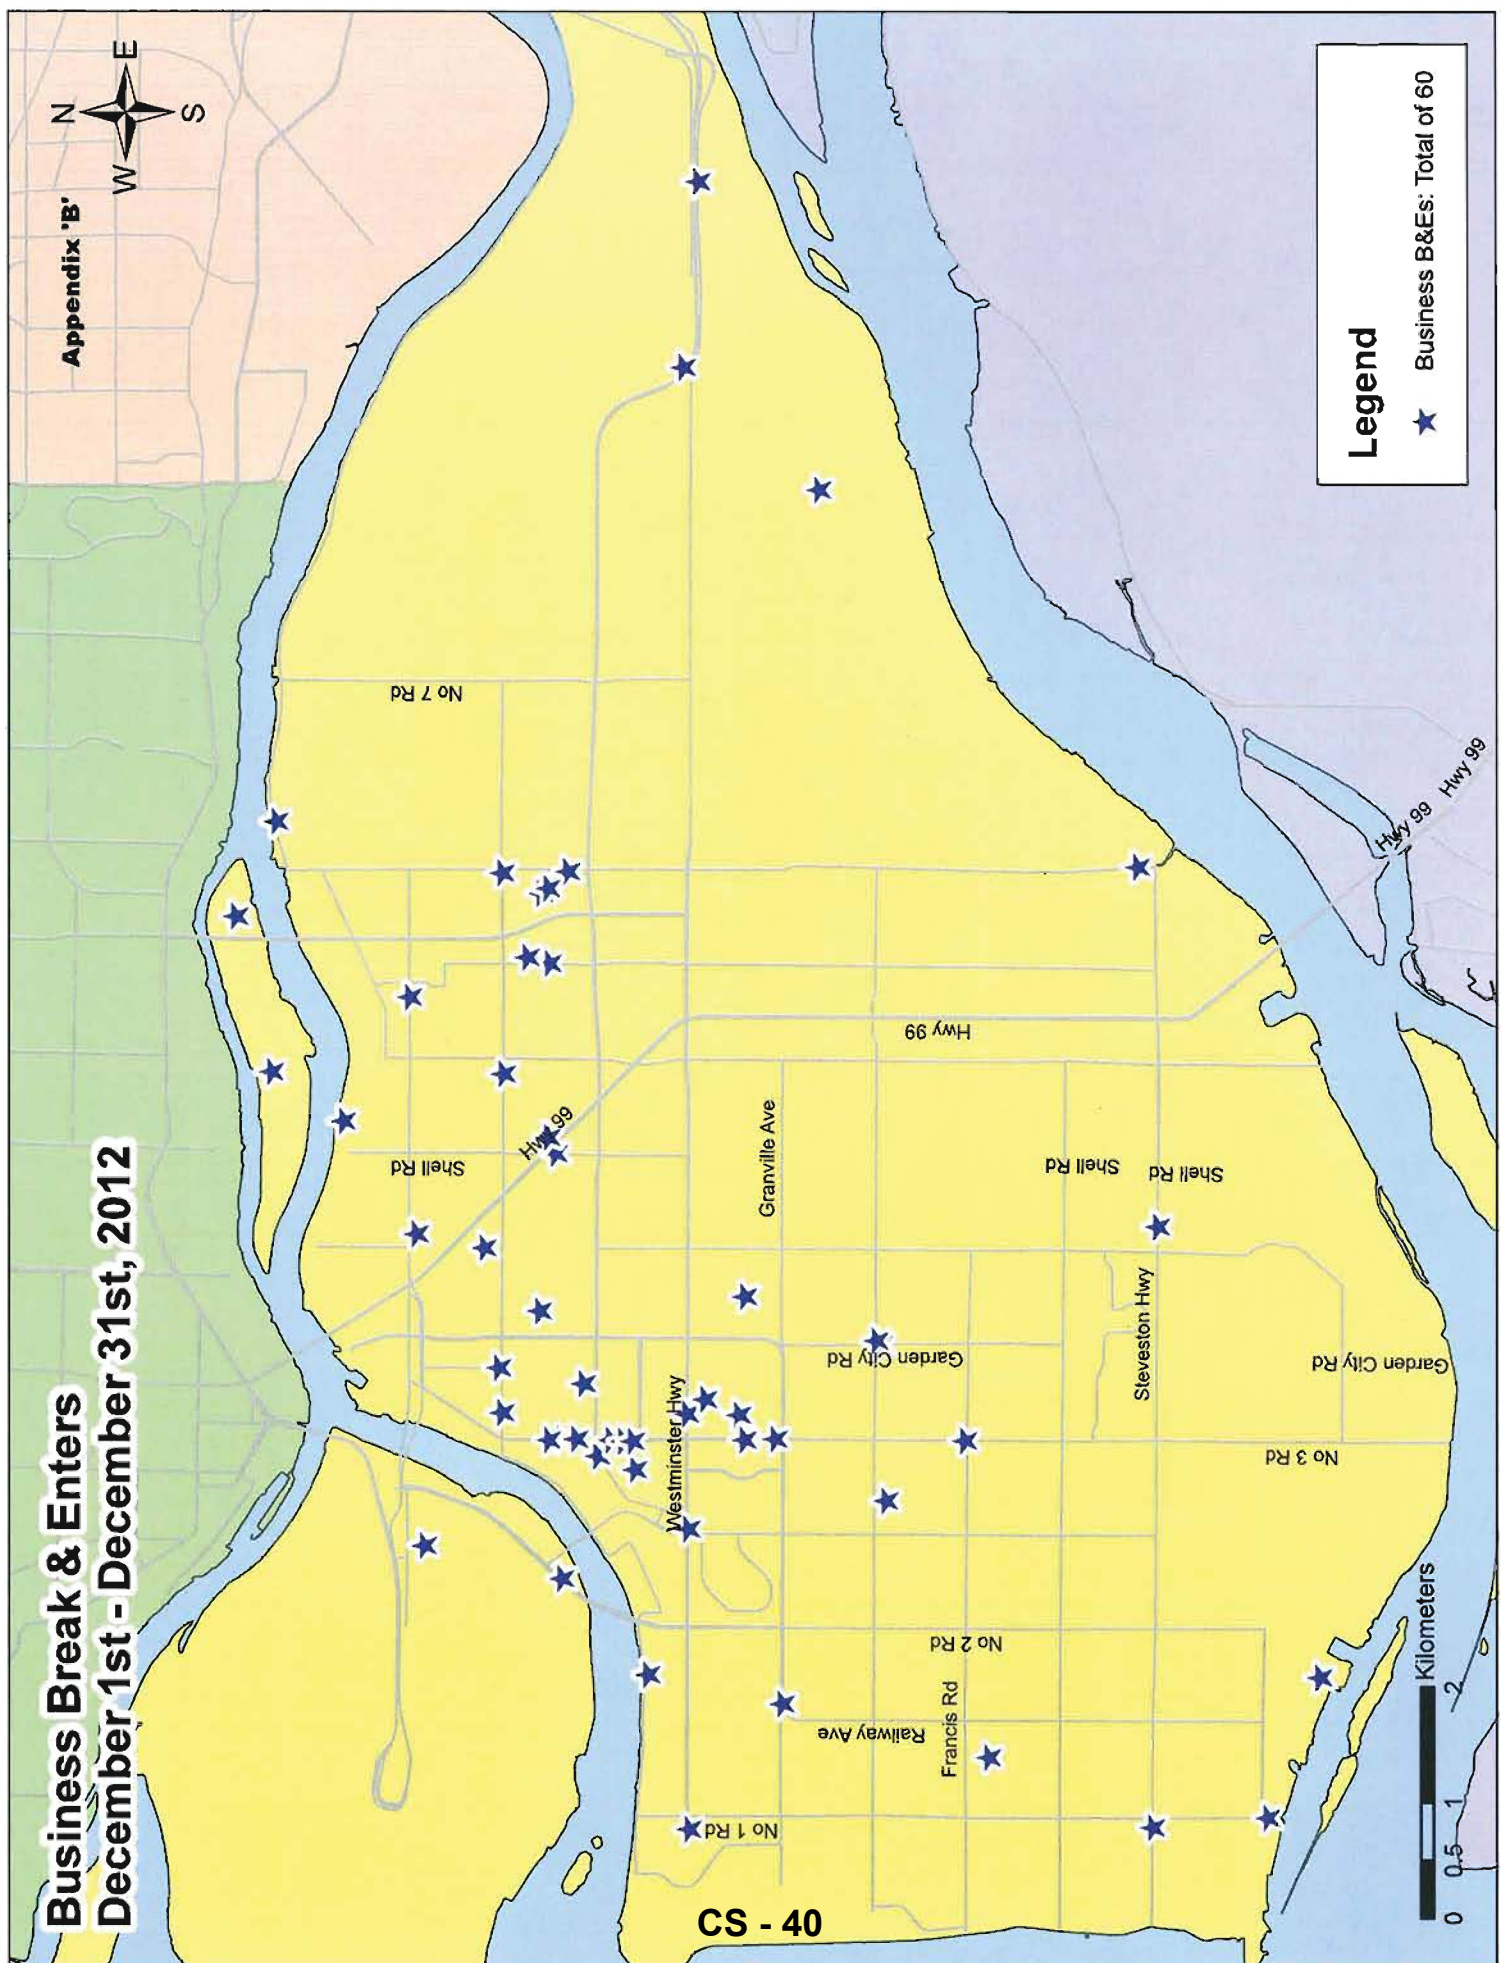 Business Break & Enters
December 1st - December 31st, 2012
Appendix 'B'
N
W
E
S
No 7 Rd
Shell Rd
Hwy 99
Hwy 99
Granville Ave
Shell Rd
Shell Rd
Hwy 99
Hwy 99
Westminster Hwy
Garden City Rd
Steveston Hwy
Garden City Rd
No 3 Rd
No 2 Rd
Railway Ave
Francis Rd
No 1 Rd
Legend
Business B&Es: Total of 60
Kilometers
0 0.5 1 2
CS - 40